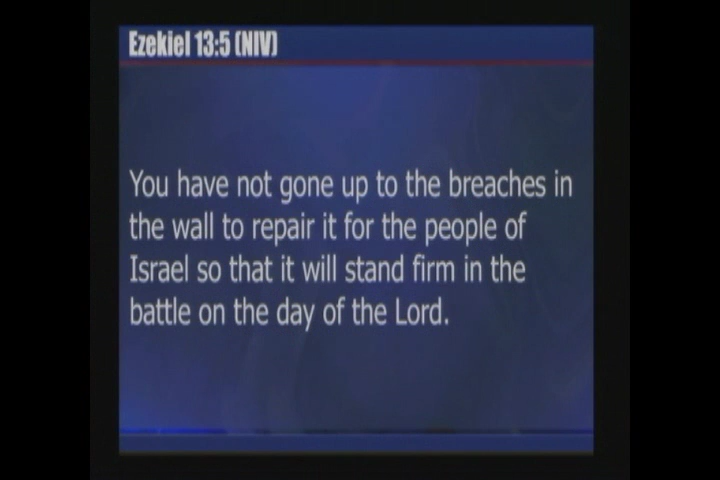 Ezekiel 13:5 (NIV)
You have not gone up to the breaches in
the wall to repair it for the people of
Israel so that it will stand firm in the
battle on the day of the Lord.